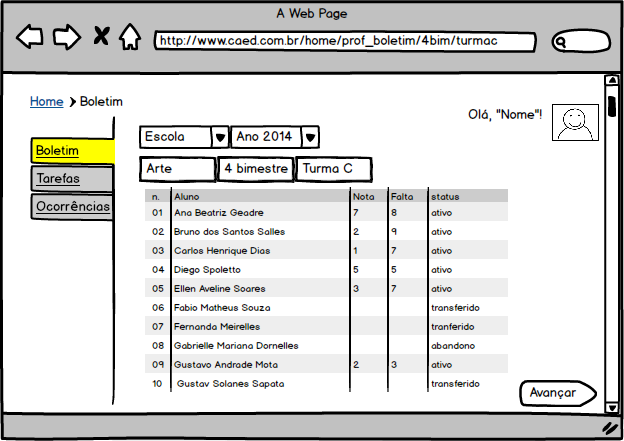 A Web Page
http://www.caed.com.br/home/prof_boletim/4bim/turmac
Home > Boletim
Olá, "Nome"!
Boletim
Tarefas
Ocorrências
Escola Ano 2014
Arte 4 bimestre Turma C
n. Aluno Nota Falta status
01 Ana Beatriz Geadre 7 8 ativo
02 Bruno dos Santos Salles 2 9 ativo
03 Carlos Henrique Dias 1 7 ativo
04 Diego Spoletto 5 5 ativo
05 Ellen Aveline Soares 3 7 ativo
06 Fabio Matheus Souza transferido
07 Fernanda Meirelles tranferido
08 Gabrielle Mariana Dornelles abandono
09 Gustavo Andrade Mota 2 3 ativo
10 Gustav Solanes Sapata transferido
Avançar